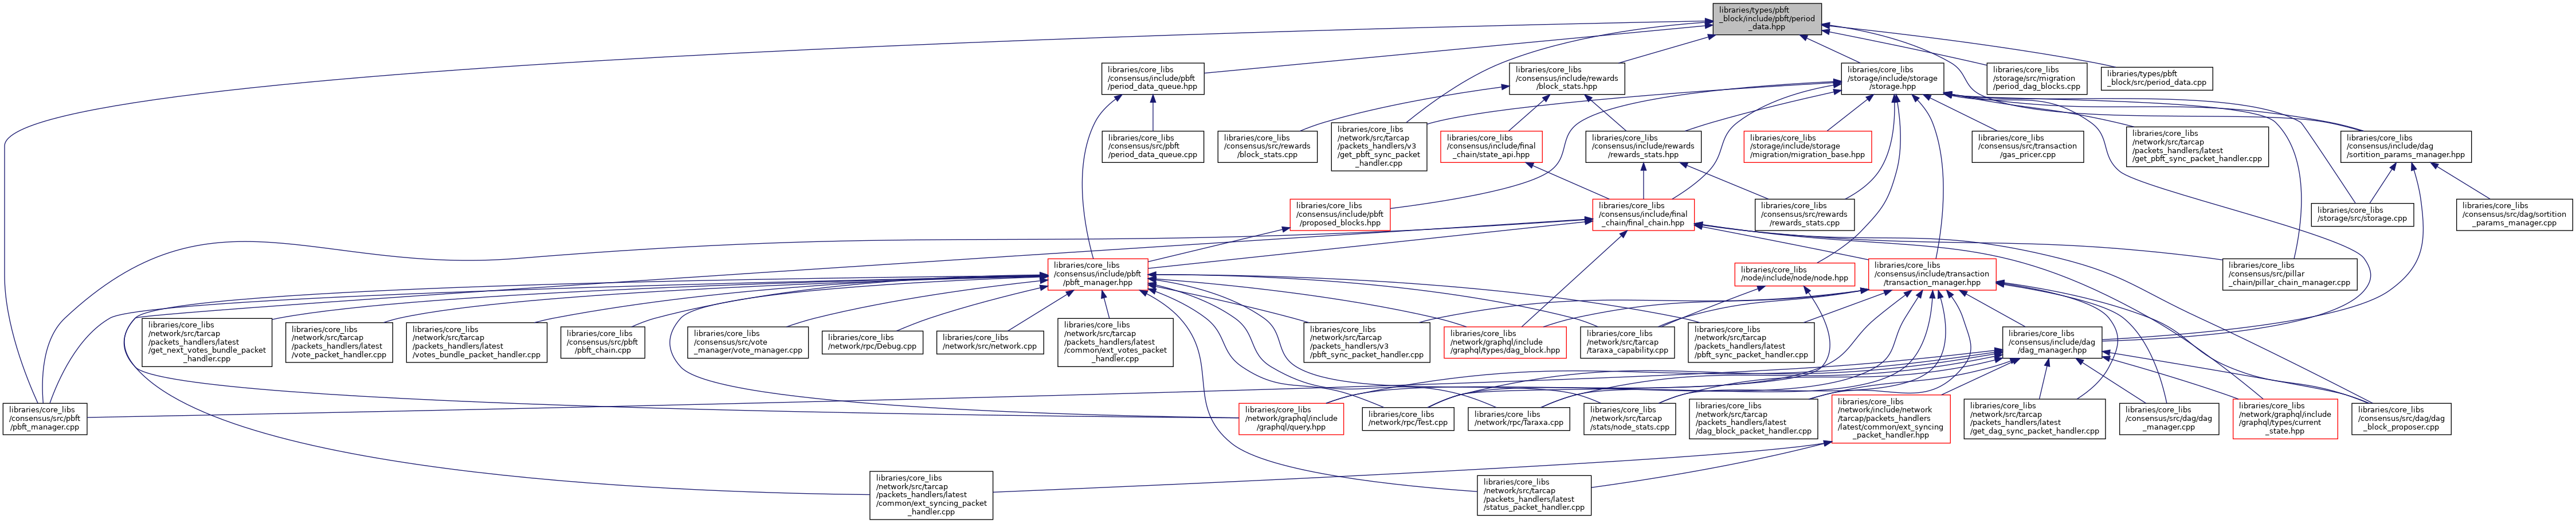 libraries/types/pbft
_block/include/pbft/period
_data.hpp
libraries/core_libs
/consensus/include/pbft
/period_data_queue.hpp
libraries/core_libs
/consensus/include/rewards
/block_stats.hpp
libraries/core_libs
/storage/include/storage
/storage.hpp
libraries/core_libs
/storage/src/migration
/period_dag_blocks.cpp
libraries/types/pbft
_block/src/period_data.cpp
libraries/core_libs
/consensus/src/pbft
/period_data_queue.cpp
libraries/core_libs
/consensus/src/rewards
/block_stats.cpp
libraries/core_libs
/network/src/tarcap
/packets_handlers/v3
/get_pbft_sync_packet
_handler.cpp
libraries/core_libs
/consensus/include/final
_chain/state_api.hpp
libraries/core_libs
/consensus/include/rewards
/rewards_stats.hpp
libraries/core_libs
/storage/include/storage
/migration/migration_base.hpp
libraries/core_libs
/consensus/src/transaction
/gas_pricer.cpp
libraries/core_libs
/network/src/tarcap
/packets_handlers/latest
/get_pbft_sync_packet_handler.cpp
libraries/core_libs
/consensus/include/dag
/sortition_params_manager.hpp
libraries/core_libs
/consensus/include/pbft
/proposed_blocks.hpp
libraries/core_libs
/consensus/include/final
_chain/final_chain.hpp
libraries/core_libs
/consensus/src/rewards
/rewards_stats.cpp
libraries/core_libs
/storage/src/storage.cpp
libraries/core_libs
/consensus/src/dag/sortition
_params_manager.cpp
libraries/core_libs
/consensus/include/pbft
/pbft_manager.hpp
libraries/core_libs
/node/include/node/node.hpp
libraries/core_libs
/consensus/include/transaction
/transaction_manager.hpp
libraries/core_libs
/consensus/src/pillar
_chain/pillar_chain_manager.cpp
libraries/core_libs
/network/src/tarcap
/packets_handlers/latest
/get_next_votes_bundle_packet
_handler.cpp
libraries/core_libs
/network/src/tarcap
/packets_handlers/latest
/vote_packet_handler.cpp
libraries/core_libs
/network/src/tarcap
/packets_handlers/latest
/votes_bundle_packet_handler.cpp
libraries/core_libs
/consensus/src/pbft
/pbft_chain.cpp
libraries/core_libs
/consensus/src/vote
_manager/vote_manager.cpp
libraries/core_libs
/network/rpc/Debug.cpp
libraries/core_libs
/network/src/network.cpp
libraries/core_libs
/network/src/tarcap
/packets_handlers/latest
/common/ext_votes_packet
_handler.cpp
libraries/core_libs
/network/src/tarcap
/packets_handlers/v3
/pbft_sync_packet_handler.cpp
libraries/core_libs
/network/graphql/include
/graphql/types/dag_block.hpp
libraries/core_libs
/network/src/tarcap
/taraxa_capability.cpp
libraries/core_libs
/network/src/tarcap
/packets_handlers/latest
/pbft_sync_packet_handler.cpp
libraries/core_libs
/consensus/include/dag
/dag_manager.hpp
libraries/core_libs
/consensus/src/pbft
/pbft_manager.cpp
libraries/core_libs
/network/graphql/include
/graphql/query.hpp
libraries/core_libs
/network/rpc/Test.cpp
libraries/core_libs
/network/rpc/Taraxa.cpp
libraries/core_libs
/network/src/tarcap
/stats/node_stats.cpp
libraries/core_libs
/network/src/tarcap
/packets_handlers/latest
/dag_block_packet_handler.cpp
libraries/core_libs
/network/include/network
/tarcap/packets_handlers
/latest/common/ext_syncing
_packet_handler.hpp
libraries/core_libs
/network/src/tarcap
/packets_handlers/latest
/get_dag_sync_packet_handler.cpp
libraries/core_libs
/consensus/src/dag/dag
_manager.cpp
libraries/core_libs
/network/graphql/include
/graphql/types/current
_state.hpp
libraries/core_libs
/consensus/src/dag/dag
_block_proposer.cpp
libraries/core_libs
/network/src/tarcap
/packets_handlers/latest
/common/ext_syncing_packet
_handler.cpp
libraries/core_libs
/network/src/tarcap
/packets_handlers/latest
/status_packet_handler.cpp